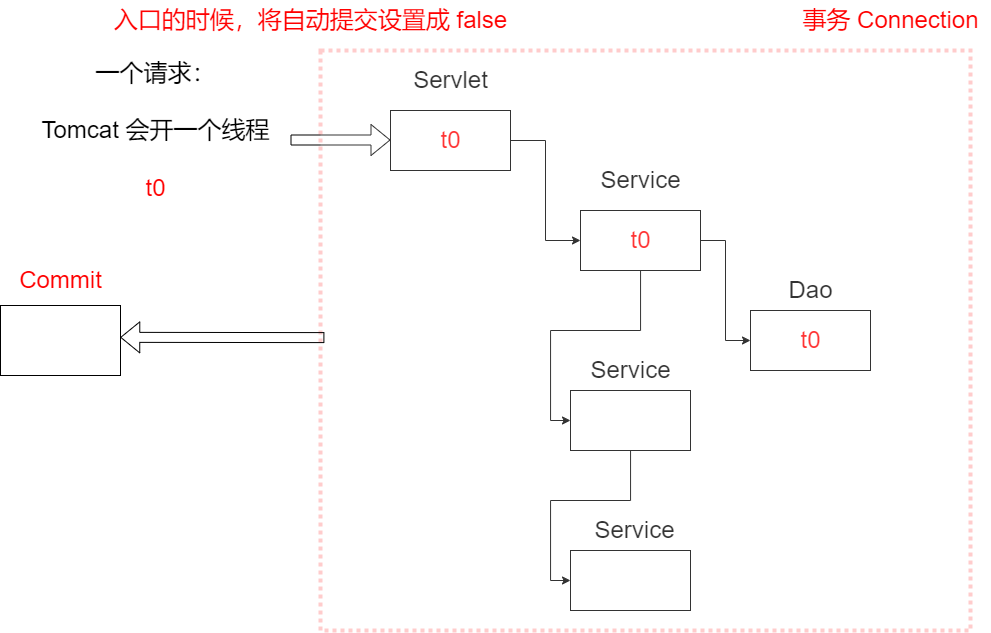 入口的时候，将自动提交设置成 false
事务 Connection
一个请求：
Servlet
Tomcat 会开一个线程
t0
t0
Service
t0
Commit
Dao
t0
Service
Service